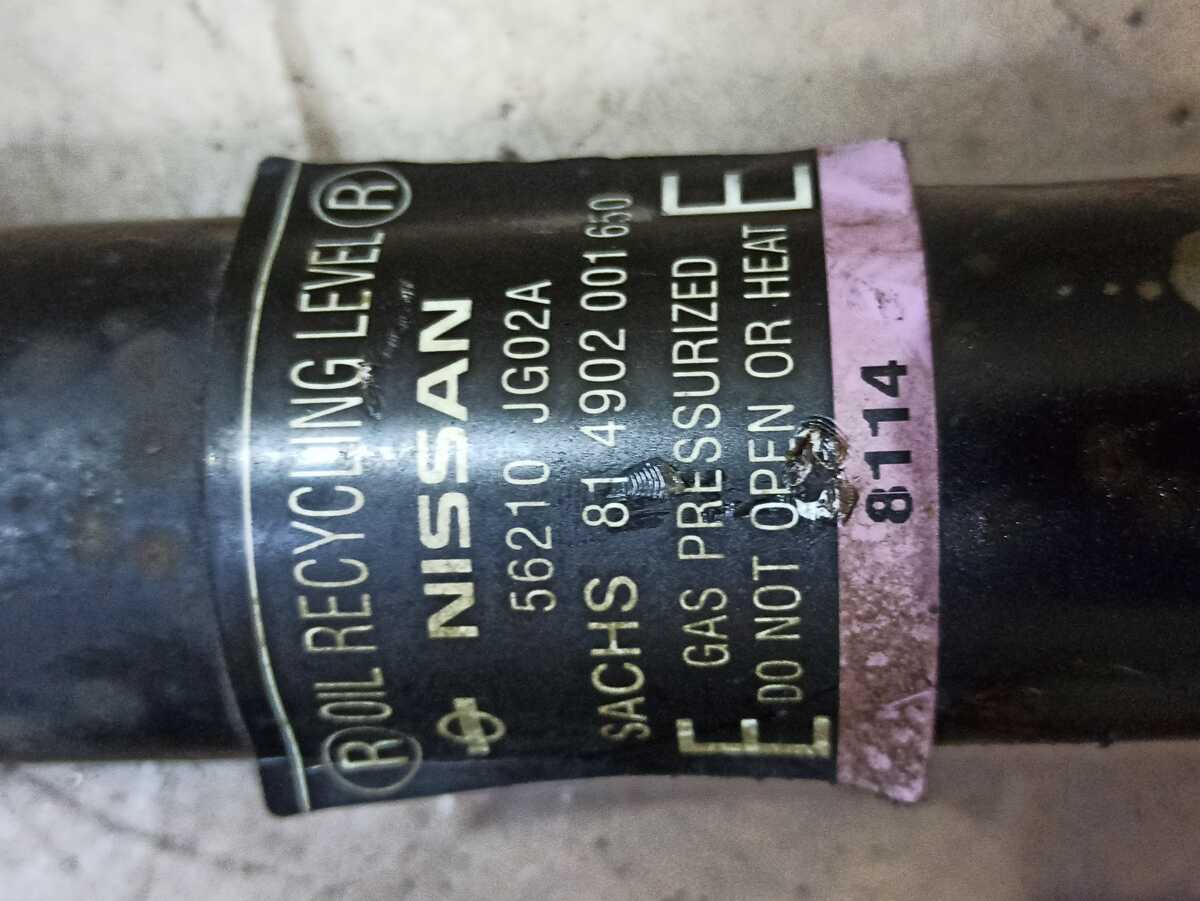 Ⓡ OIL RECYCLING LEVEL Ⓡ
NISSAN
56210 JG02A
SACHS 81 4902 001 650
E GAS PRESSURIZED E
DO NOT OPEN OR HEAT
8114